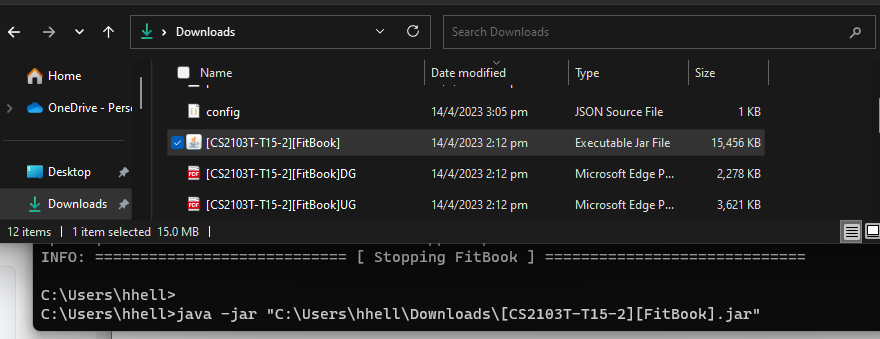 Downloads
Search Downloads
Home
OneDrive - Perso
Desktop
Downloads
Name Date modified Type Size
config 14/4/2023 3:05 pm JSON Source File 1 KB
[CS2103T-T15-2][FitBook] 14/4/2023 2:12 pm Executable Jar File 15,456 KB
[CS2103T-T15-2][FitBook]DG 14/4/2023 2:12 pm Microsoft Edge P... 2,278 KB
[CS2103T-T15-2][FitBook]UG 14/4/2023 2:12 pm Microsoft Edge P... 3,621 KB
12 items 1 item selected 15.0 MB
INFO: ============================ [ Stopping FitBook ] =============================
C:\Users\hhell>
C:\Users\hhell>java -jar "C:\Users\hhell\Downloads\[CS2103T-T15-2][FitBook].jar"